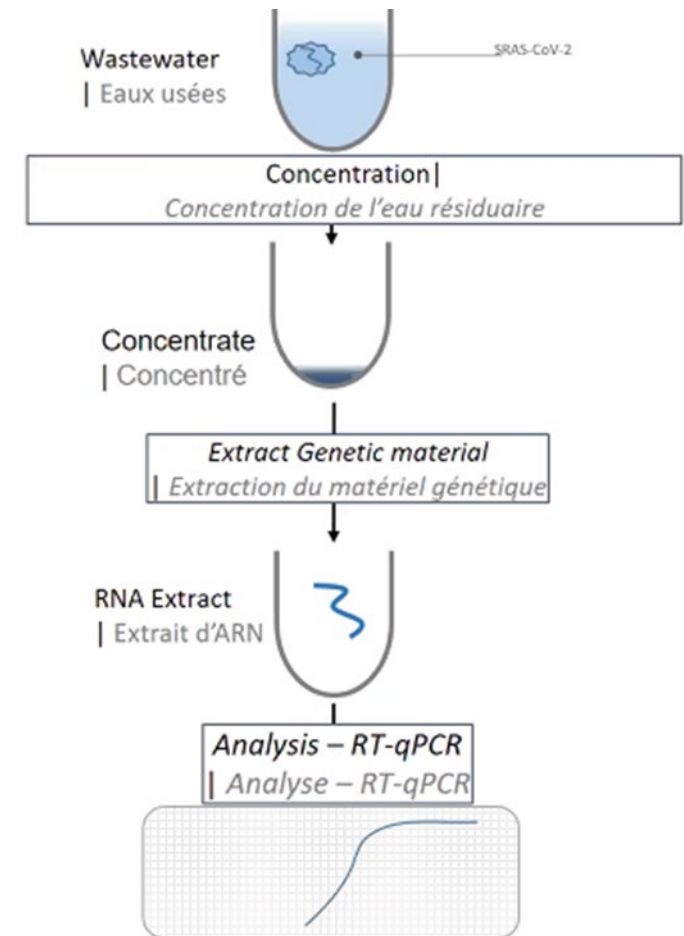 Wastewater
| Eaux usées
SRAS-CoV-2
Concentration|
Concentration de l'eau résiduaire
Concentrate
| Concentré
Extract Genetic material
| Extraction du matériel génétique
RNA Extract
| Extrait d'ARN
Analysis – RT-qPCR
| Analyse – RT-qPCR